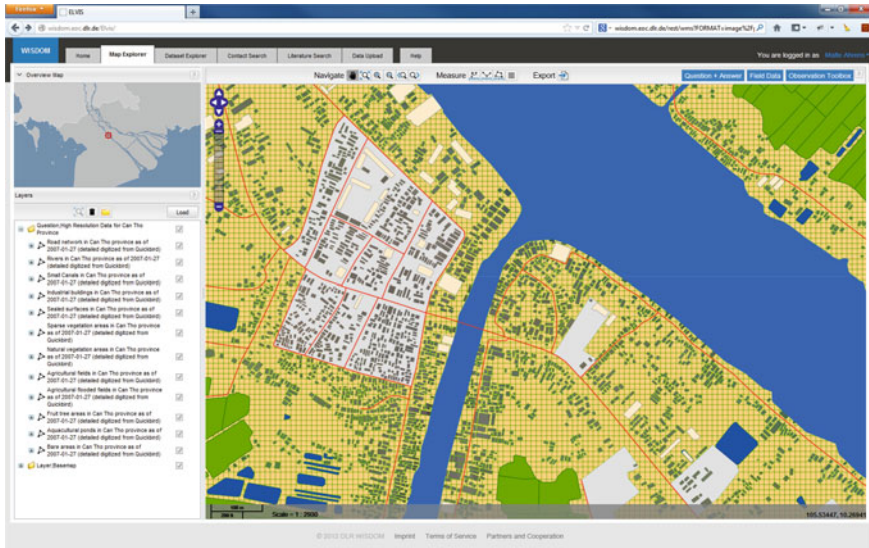 Firefox
ELVIS
wisdom.eoc.dlr.de/Elvis/
wisdom.eoc.dlr.de/rest/wms?FORMAT=image%2F
WISDOM
Home
Map Explorer
Dataset Explorer
Contact Search
Literature Search
Data Upload
Help
You are logged in as
Overview Map
Navigate
Measure
Export
Question + Answer
Field Data
Observation Toolbox
Layers
Load
Question:High Resolution Data for Can Tho
Province
Road network in Can Tho province as of
2007-01-27 (detailed digitized from Quickbird)
Rivers in Can Tho province as of 2007-01-27
(detailed digitized from Quickbird)
Small Canals in Can Tho province as of
2007-01-27 (detailed digitized from Quickbird)
Industrial buildings in Can Tho province as of
2007-01-27 (detailed digitized from Quickbird)
Sealed surfaces in Can Tho province as of
2007-01-27 (detailed digitized from Quickbird)
Sparse vegetation areas in Can Tho province
as of 2007-01-27 (detailed digitized from
Quickbird)
Natural vegetation areas in Can Tho province
as of 2007-01-27 (detailed digitized from
Quickbird)
Agricultural fields in Can Tho province as of
2007-01-27 (detailed digitized from Quickbird)
Agricultural flooded fields in Can Tho province
as of 2007-01-27 (detailed digitized from
Quickbird)
Fruit tree areas in Can Tho province as of
2007-01-27 (detailed digitized from Quickbird)
Aquacultural ponds in Can Tho province as of
2007-01-27 (detailed digitized from Quickbird)
Bare areas in Can Tho province as of
2007-01-27 (detailed digitized from Quickbird)
Layer:Basemap
100 m
200 ft
Scale = 1 : 2500
105.53447, 10.26941
© 2013 DLR WISDOM
Imprint
Terms of Service
Partners and Cooperation